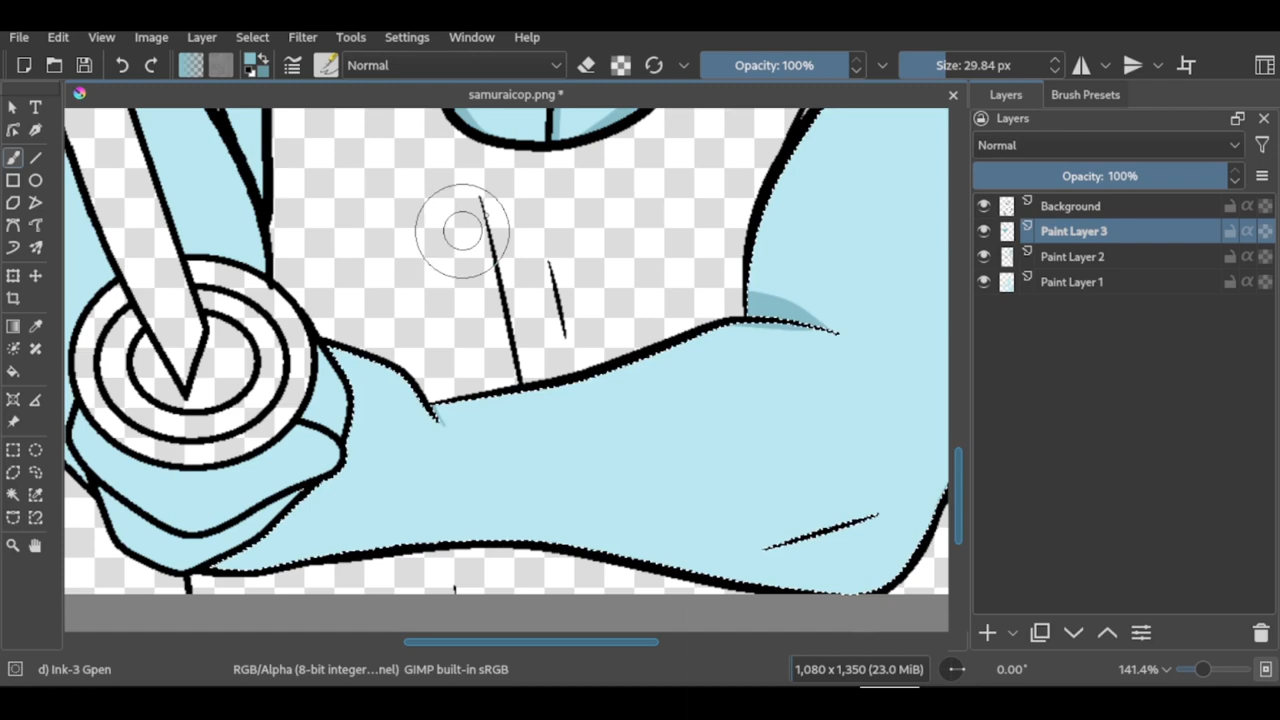 File Edit View Image Layer Select Filter Tools Settings Window Help
Normal Opacity: 100% Size: 29.84 px
samuraicop.png * Layers Brush Presets
Layers
Normal
Opacity: 100%
Background
Paint Layer 3
Paint Layer 2
Paint Layer 1
d) Ink-3 Gpen RGB/Alpha (8-bit integer...nel) GIMP built-in sRGB 1,080 x 1,350 (23.0 MiB) 0.00° 141.4%